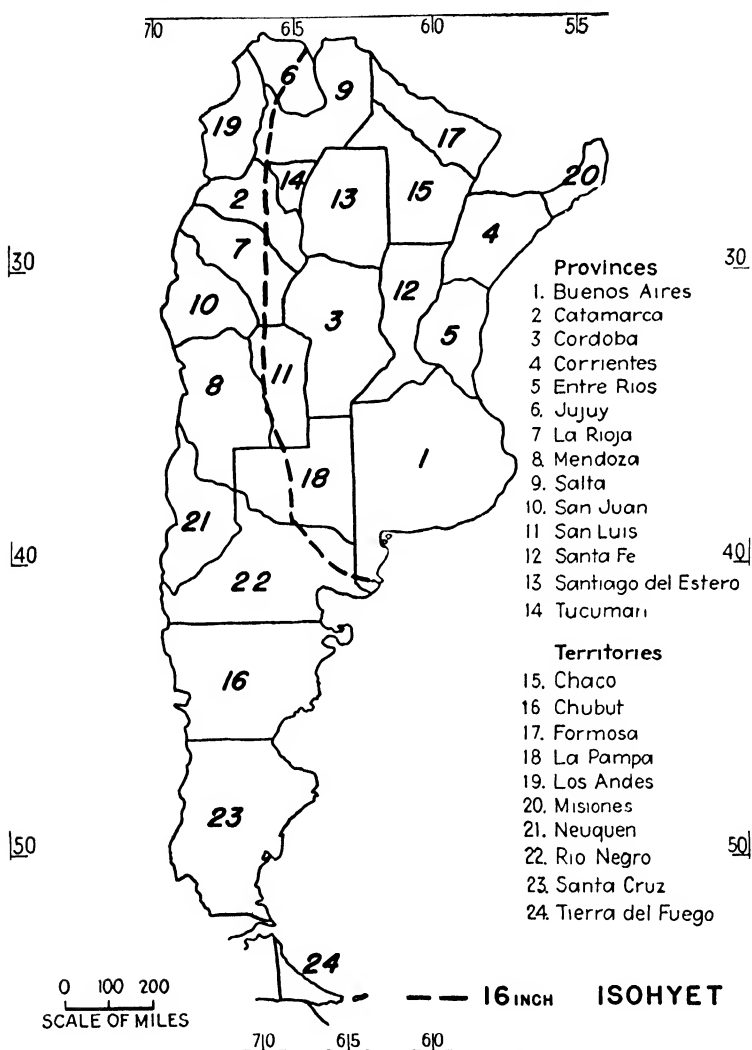 70 65 60 55
6
9
19
17
20
14
2
13
15
7
4
30 30
10
12
3
5
11
8
1
18
21
40 40
22
16
23
50 50
24
Provinces
1. Buenos Aires
2 Catamarca
3 Cordoba
4 Corrientes
5 Entre Rios
6. Jujuy
7 La Rioja
8. Mendoza
9. Salta
10. San Juan
11 San Luis
12 Santa Fe
13 Santiago del Estero
14 Tucuman
Territories
15. Chaco
16 Chubut
17. Formosa
18 La Pampa
19. Los Andes
20. Misiones
21. Neuquen
22. Rio Negro
23. Santa Cruz
24. Tierra del Fuego
16 INCH ISOHYET
0 100 200
SCALE OF MILES
70 65 60